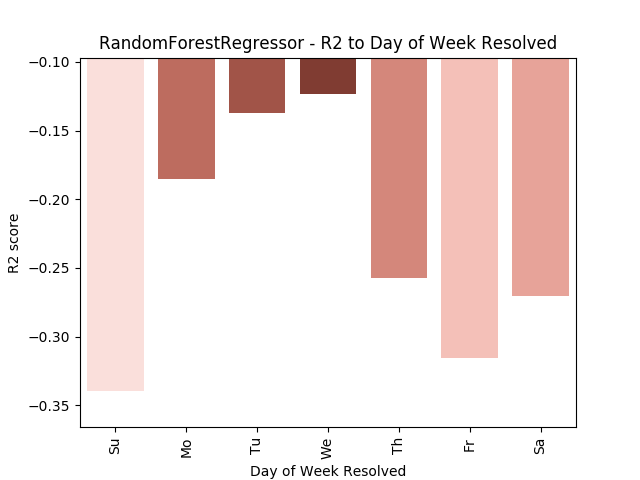 RandomForestRegressor - R2 to Day of Week Resolved
−0.10
−0.15
−0.20
−0.25
−0.30
−0.35
R2 score
Su Mo Tu We Th Fr Sa
Day of Week Resolved